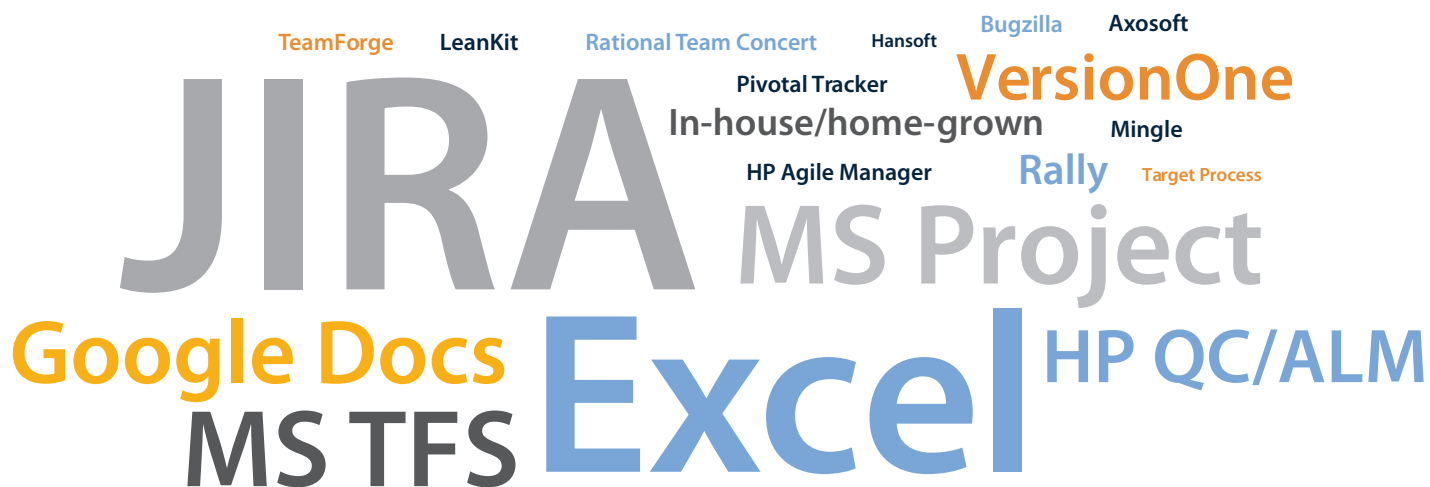 Bugzilla
Axosoft
TeamForge
LeanKit
Rational Team Concert
Hansoft
JIRA
Pivotal Tracker
VersionOne
In-house/home-grown
Mingle
HP Agile Manager
Rally
Target Process
MS Project
Google Docs
Excel
HP QC/ALM
MS TFS